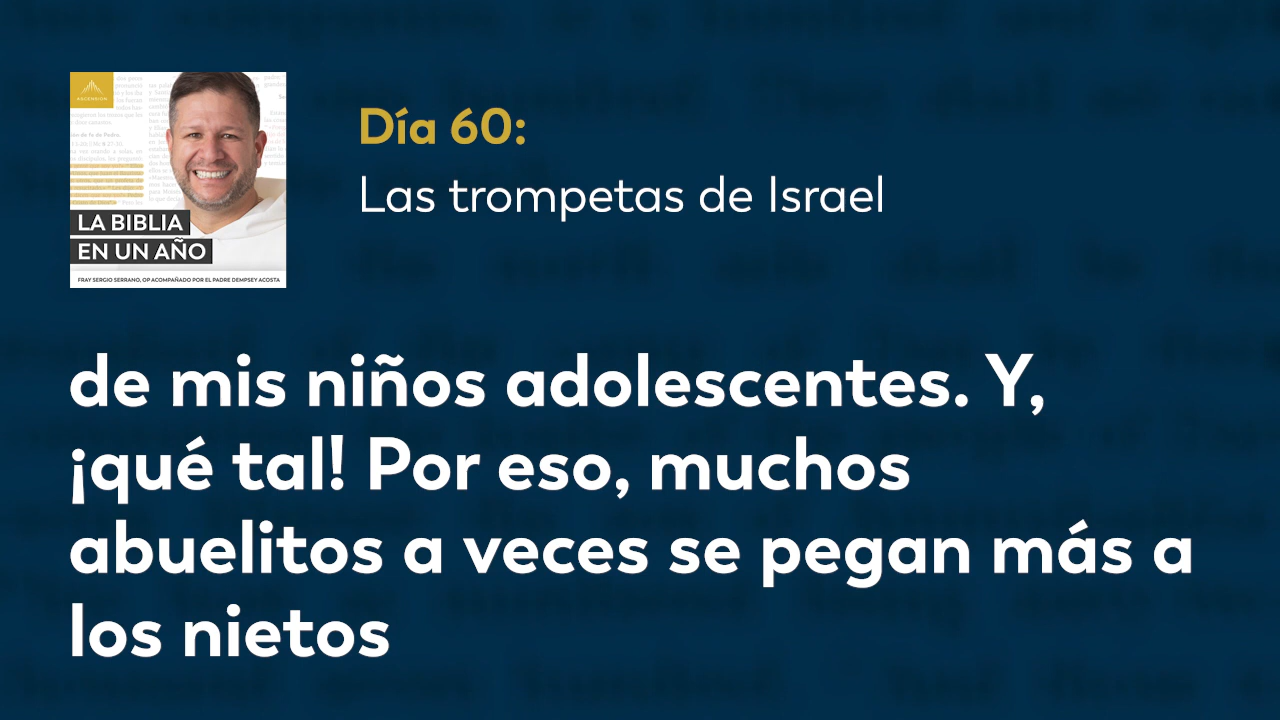 ASCENSION
LA BIBLIA
EN UN AÑO
FRAY SERGIO SERRANO, OP ACOMPAÑADO POR EL PADRE DEMPSEY ACOSTA
Día 60:
Las trompetas de Israel
de mis niños adolescentes. Y,
¡qué tal! Por eso, muchos
abuelitos a veces se pegan más a
los nietos